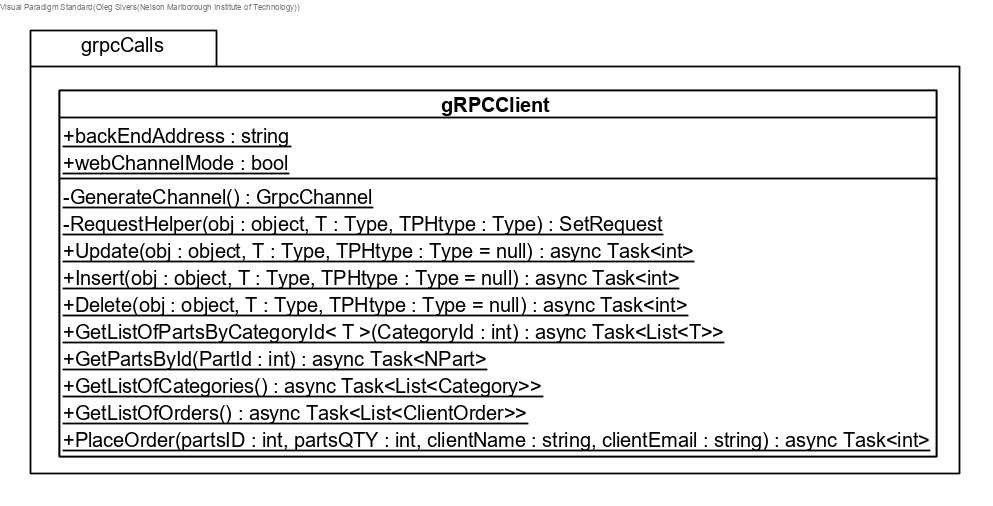 Visual Paradigm Standard(Oleg Sivers(Nelson Marlborough Institute of Technology))
grpcCalls
gRPCClient
+backEndAddress : string
+webChannelMode : bool
-GenerateChannel() : GrpcChannel
-RequestHelper(obj : object, T : Type, TPHtype : Type) : SetRequest
+Update(obj : object, T : Type, TPHtype : Type = null) : async Task<int>
+Insert(obj : object, T : Type, TPHtype : Type = null) : async Task<int>
+Delete(obj : object, T : Type, TPHtype : Type = null) : async Task<int>
+GetListOfPartsByCategoryId< T >(CategoryId : int) : async Task<List<T>>
+GetPartsById(PartId : int) : async Task<NPart>
+GetListOfCategories() : async Task<List<Category>>
+GetListOfOrders() : async Task<List<ClientOrder>>
+PlaceOrder(partsID : int, partsQTY : int, clientName : string, clientEmail : string) : async Task<int>